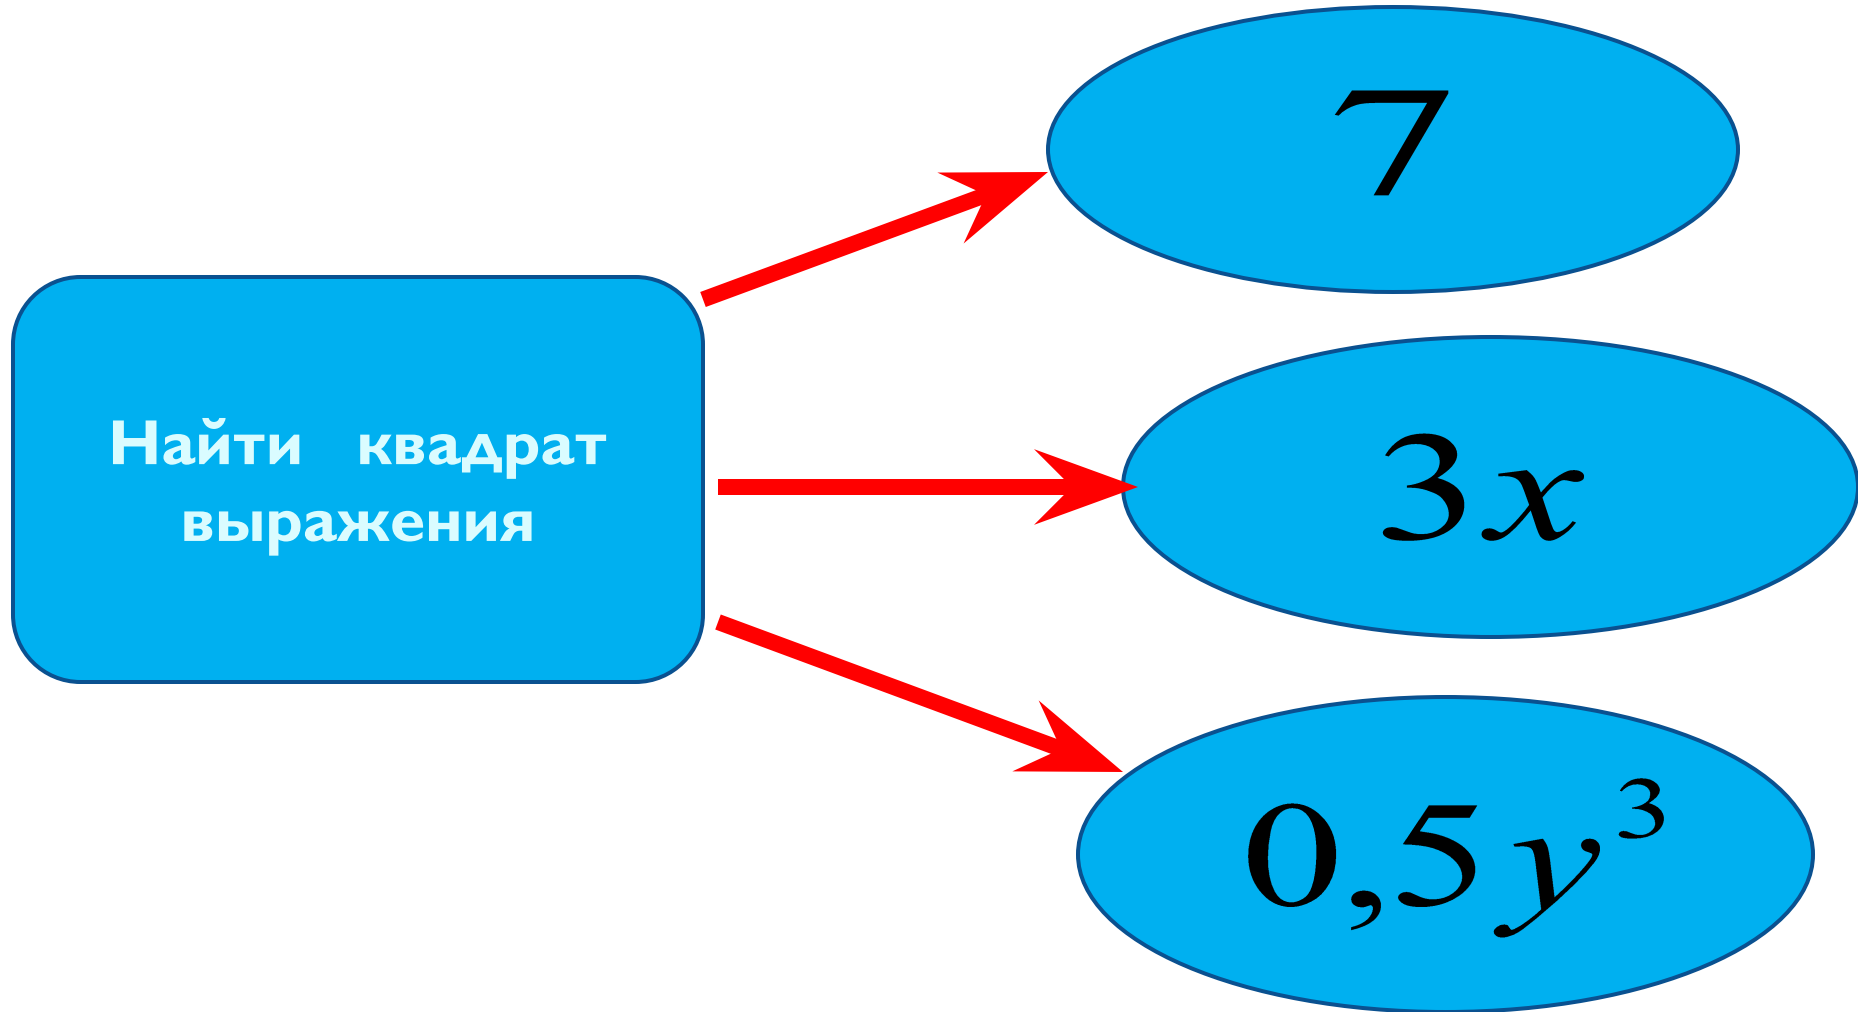 7
Найти квадрат
выражения
3x
0,5y³